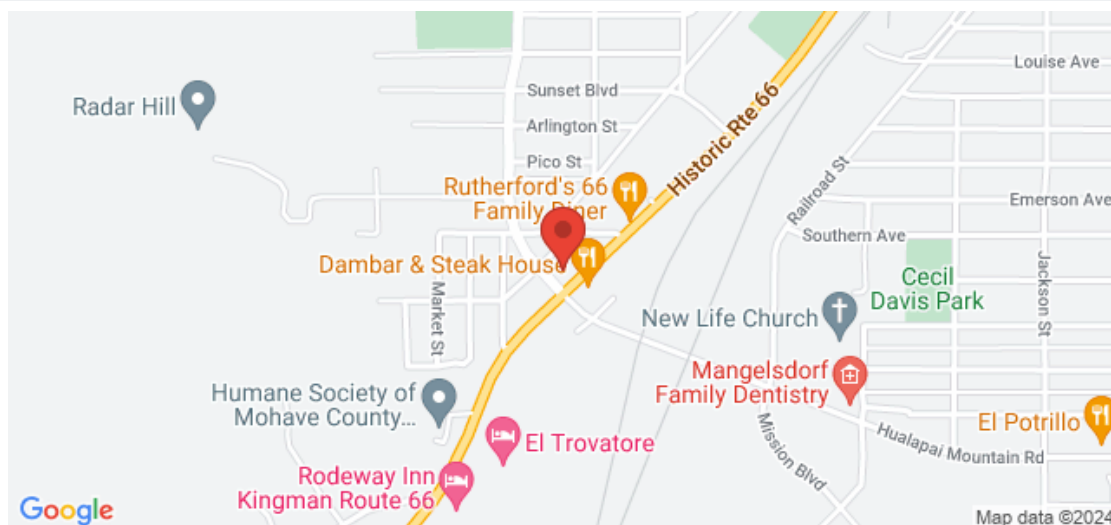 Louise Ave
Sunset Blvd
Radar Hill
Arlington St
Historic Rte 66
Pico St
Railroad St
Rutherford's 66
Family Diner
Emerson Ave
Southern Ave
Dambar & Steak House
Market St
Jackson St
Cecil
Davis Park
New Life Church
Mangelsdorf
Family Dentistry
Humane Society of
Mohave County...
El Potrillo
Mission Blvd
Hualapai Mountain Rd
El Trovatore
Rodeway Inn
Kingman Route 66
Google
Map data ©2024